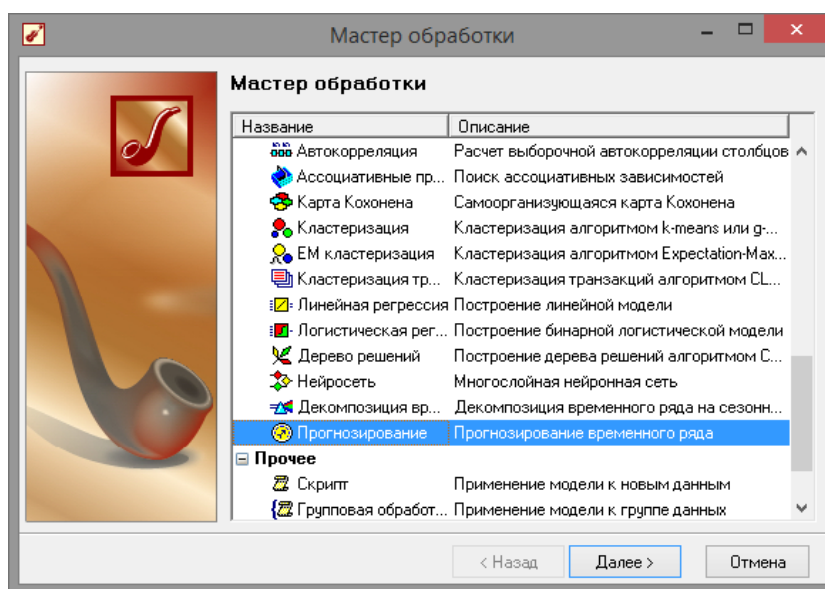 Мастер обработки
Мастер обработки
Название Описание
Автокорреляция Расчет выборочной автокорреляции столбцов
Ассоциативные пр... Поиск ассоциативных зависимостей
Карта Кохонена Самоорганизующаяся карта Кохонена
Кластеризация Кластеризация алгоритмом k-means или g-...
EM кластеризация Кластеризация алгоритмом Expectation-Max...
Кластеризация тр... Кластеризация транзакций алгоритмом CL...
Линейная регрессия Построение линейной модели
Логистическая рег... Построение бинарной логистической модели
Дерево решений Построение дерева решений алгоритмом C...
Нейросеть Многослойная нейронная сеть
Декомпозиция вр... Декомпозиция временного ряда на сезонн...
Прогнозирование Прогнозирование временного ряда
Прочее
Скрипт Применение модели к новым данным
Групповая обработ... Применение модели к группе данных
< Назад Далее > Отмена